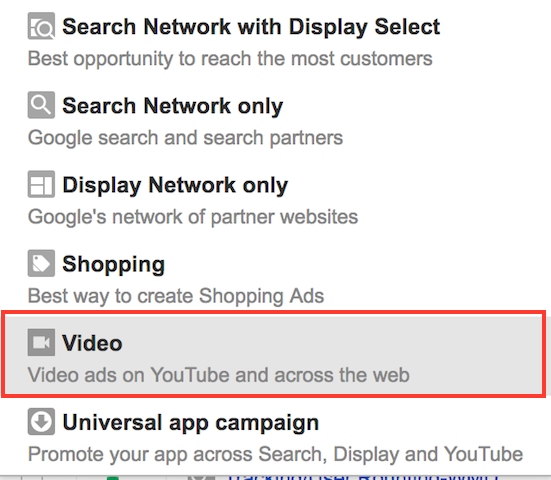 Search Network with Display Select
Best opportunity to reach the most customers
Search Network only
Google search and search partners
Display Network only
Google's network of partner websites
Shopping
Best way to create Shopping Ads
Video
Video ads on YouTube and across the web
Universal app campaign
Promote your app across Search, Display and YouTube